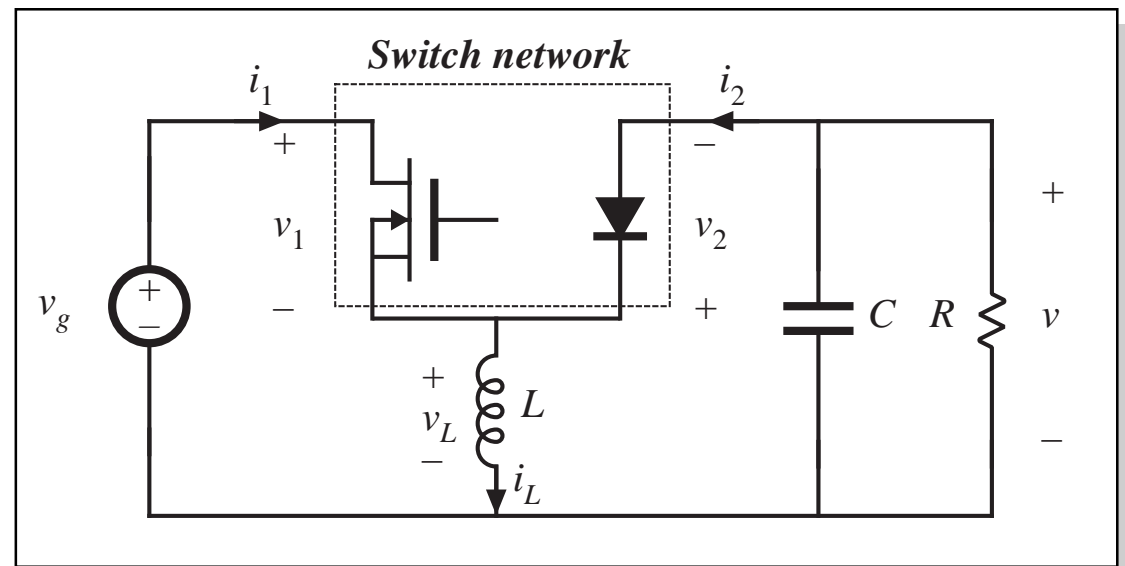 Switch network
i1
i2
+
−
v1
v2
−
+
+
vg
+
−
C
R
v
−
+
vL
−
L
iL